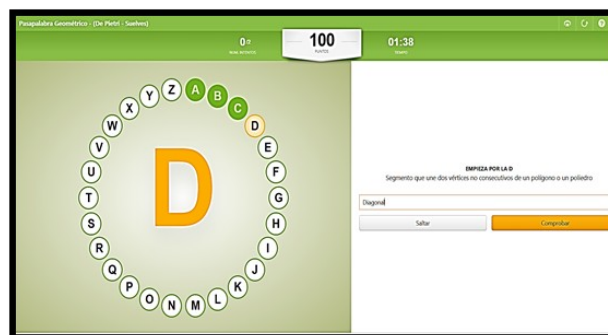 Pasapalabra Geométrico - (De Pietri - Suelves)
100
PUNTOS
01:38
TIEMPO
A
B
C
D
E
F
G
H
I
J
K
L
M
N
O
P
Q
R
S
T
U
V
W
X
Y
Z
D
EMPIEZA POR LA D
Segmento que une dos vértices no consecutivos de un polígono o un poliedro
Diagonal
Saltar
Comprobar